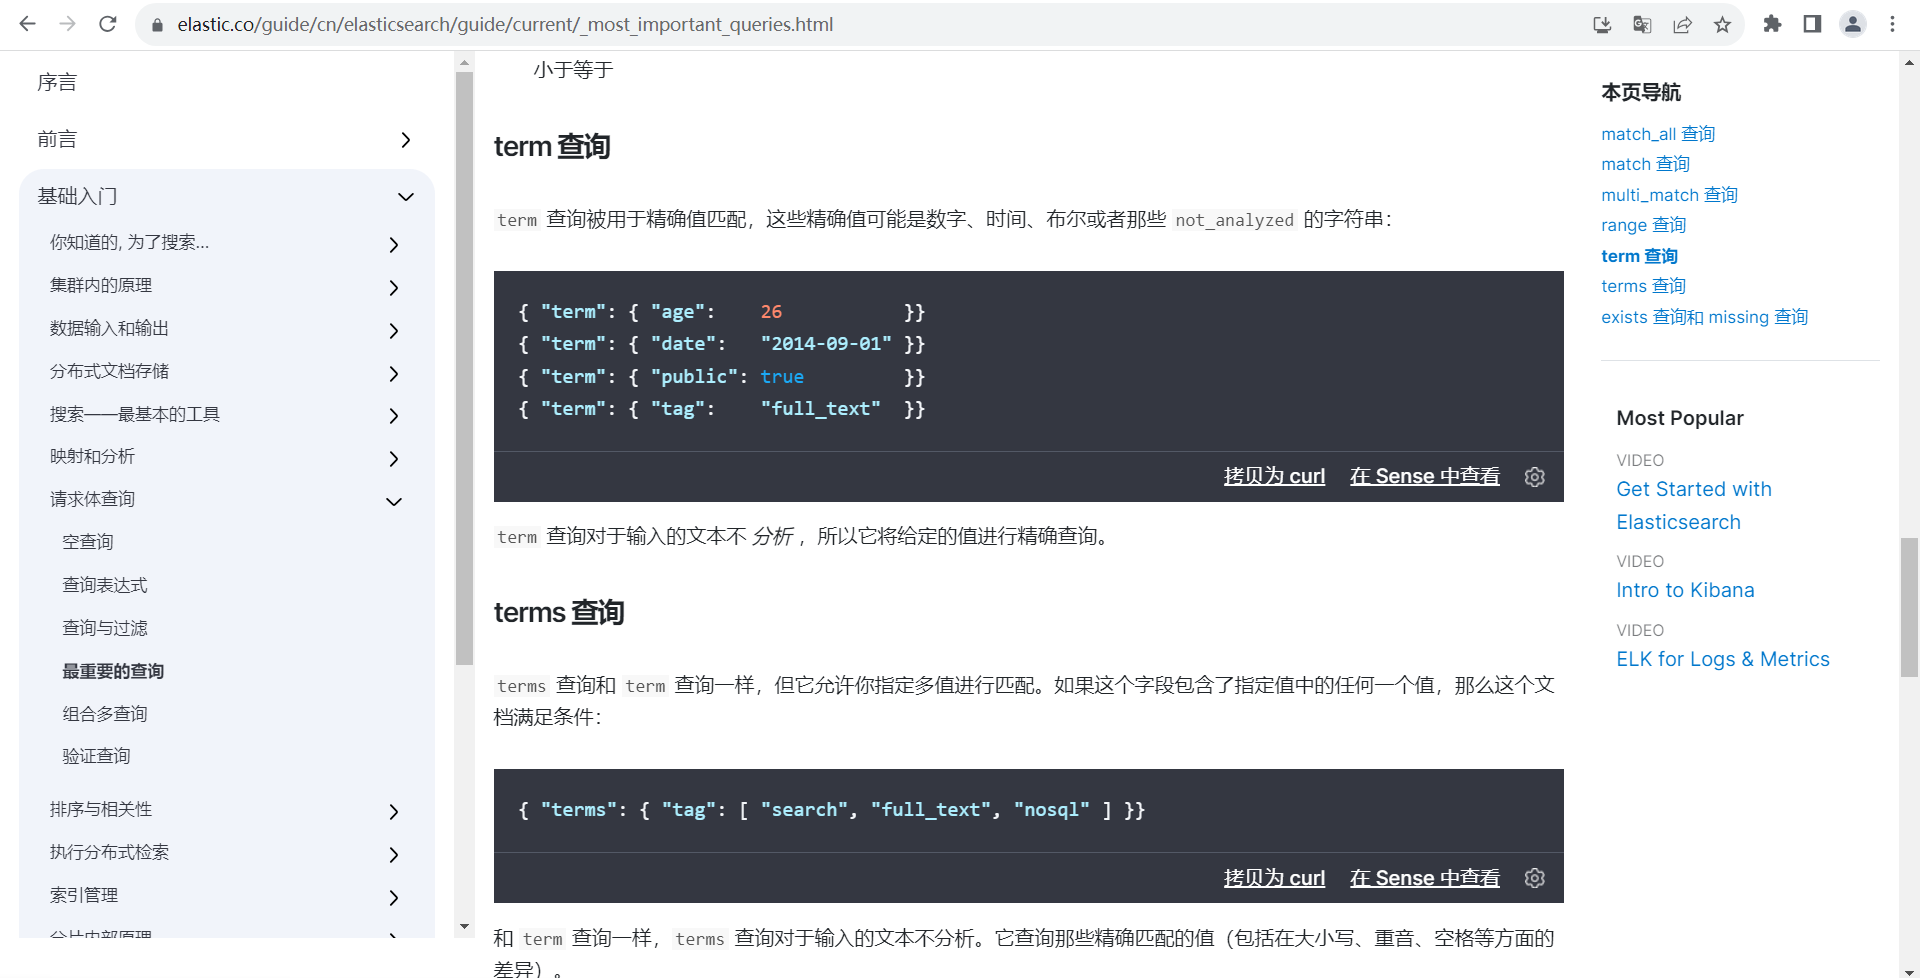 elastic.co/guide/cn/elasticsearch/guide/current/_most_important_queries.html
序言
前言
基础入门
你知道的, 为了搜索...
集群内的原理
数据输入和输出
分布式文档存储
搜索——最基本的工具
映射和分析
请求体查询
空查询
查询表达式
查询与过滤
最重要的查询
组合多查询
验证查询
排序与相关性
执行分布式检索
索引管理
分片内部原理
小于等于
term 查询
term 查询被用于精确值匹配，这些精确值可能是数字、时间、布尔或者那些 not_analyzed 的字符串：
{ "term": { "age":    26           }}
{ "term": { "date":   "2014-09-01" }}
{ "term": { "public": true         }}
{ "term": { "tag":    "full_text"  }}
拷贝为 curl 在 Sense 中查看
term 查询对于输入的文本不 分析 ，所以它将给定的值进行精确查询。
terms 查询
terms 查询和 term 查询一样，但它允许你指定多值进行匹配。如果这个字段包含了指定值中的任何一个值，那么这个文
档满足条件：
{ "terms": { "tag": [ "search", "full_text", "nosql" ] }}
拷贝为 curl 在 Sense 中查看
和 term 查询一样， terms 查询对于输入的文本不分析。它查询那些精确匹配的值（包括在大小写、重音、空格等方面的
差异）。
本页导航
match_all 查询
match 查询
multi_match 查询
range 查询
term 查询
terms 查询
exists 查询和 missing 查询
Most Popular
VIDEO
Get Started with
Elasticsearch
VIDEO
Intro to Kibana
VIDEO
ELK for Logs & Metrics